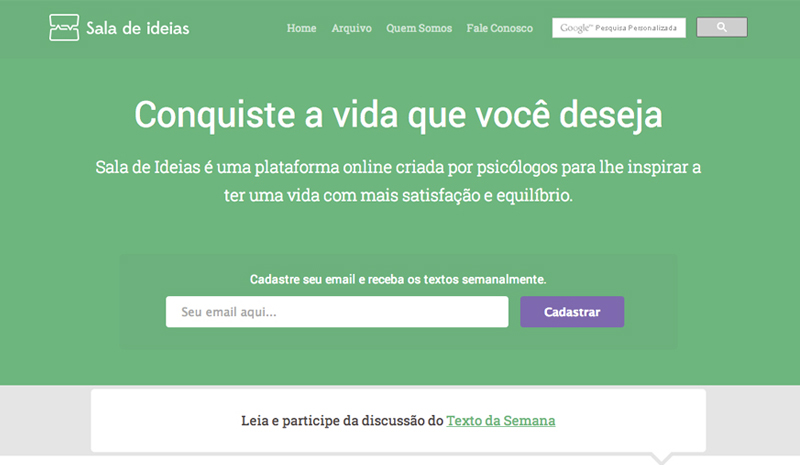 Sala de ideias
Home Arquivo Quem Somos Fale Conosco
Google™ Pesquisa Personalizada
Conquiste a vida que você deseja
Sala de Ideias é uma plataforma online criada por psicólogos para lhe inspirar a
ter uma vida com mais satisfação e equilíbrio.
Cadastre seu email e receba os textos semanalmente.
Seu email aqui...
Cadastrar
Leia e participe da discussão do Texto da Semana